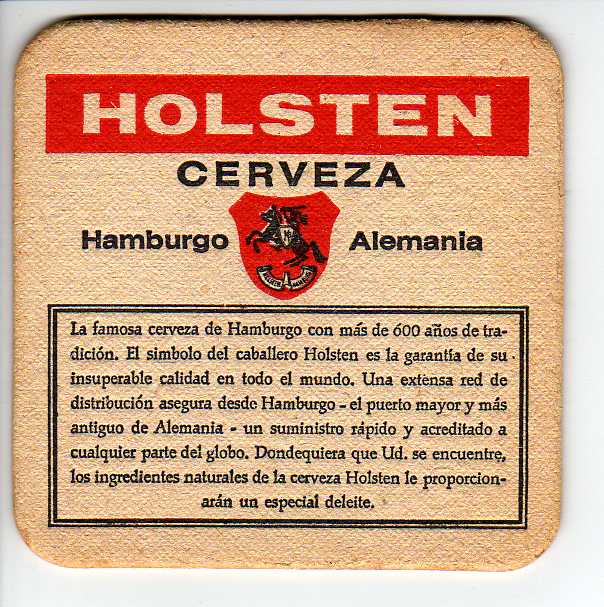 HOLSTEN
CERVEZA
Hamburgo Alemania
La famosa cerveza de Hamburgo con más de 600 años de tra-
dición. El simbolo del caballero Holsten es la garantía de su
insuperable calidad en todo el mundo. Una extensa red de
distribución asegura desde Hamburgo - el puerto mayor y más
antiguo de Alemania - un suministro rápido y acreditado a
cualquier parte del globo. Dondequiera que Ud. se encuentre,
los ingredientes naturales de la cerveza Holsten le proporcion-
arán un especial deleite.